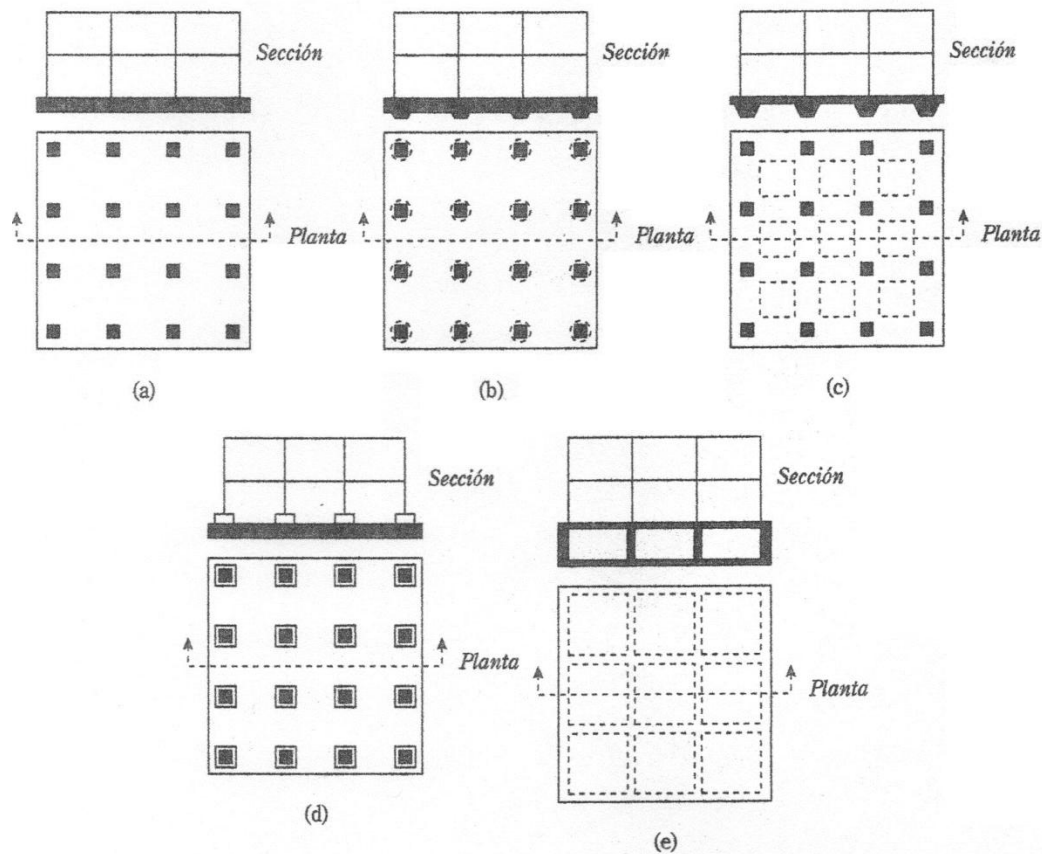 Sección
Sección
Sección
Planta
Planta
Planta
(a)
(b)
(c)
Sección
Sección
Planta
Planta
(d)
(e)